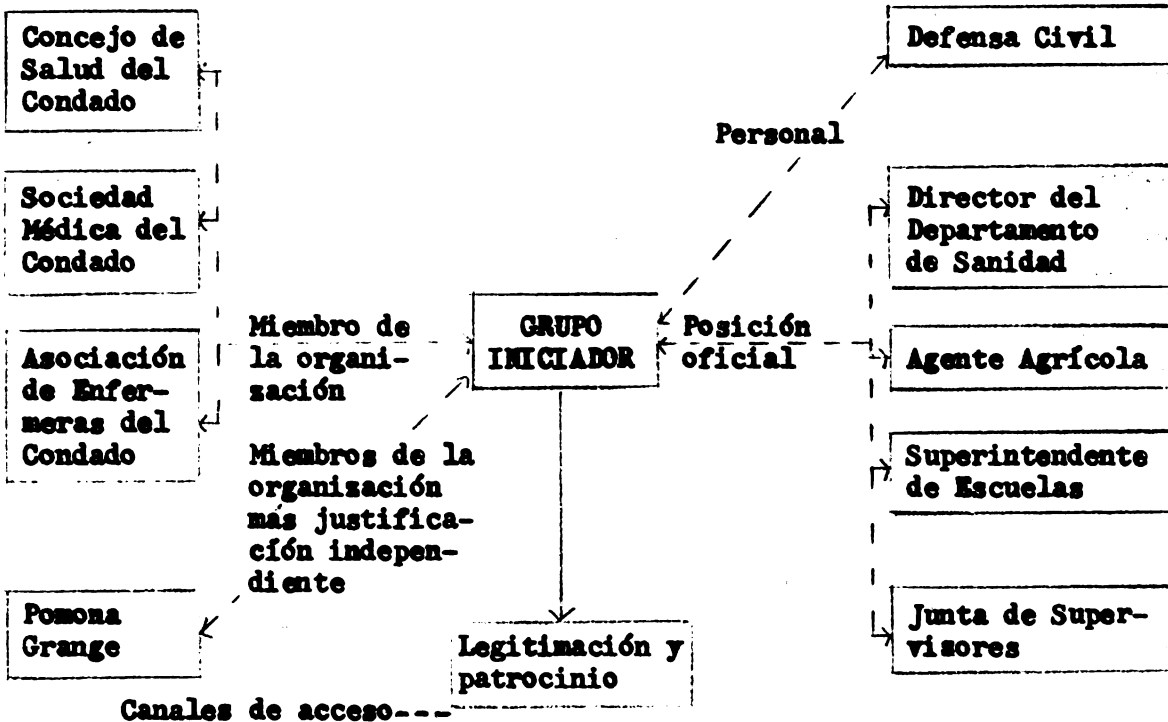 Concejo de
Salud del
Condado
Sociedad
Médica del
Condado
Asociación
de Enfer-
meras del
Condado
Pomona
Grange
Miembro de
la organi-
zación
Miembros de la
organización
más justifica-
ción indepen-
diente
GRUPO
INICIADOR
Legitimación y
patrocinio
Personal
Posición
oficial
Defensa Civil
Director del
Departamento
de Sanidad
Agente Agrícola
Superintendente
de Escuelas
Junta de Super-
visores
Canales de acceso---